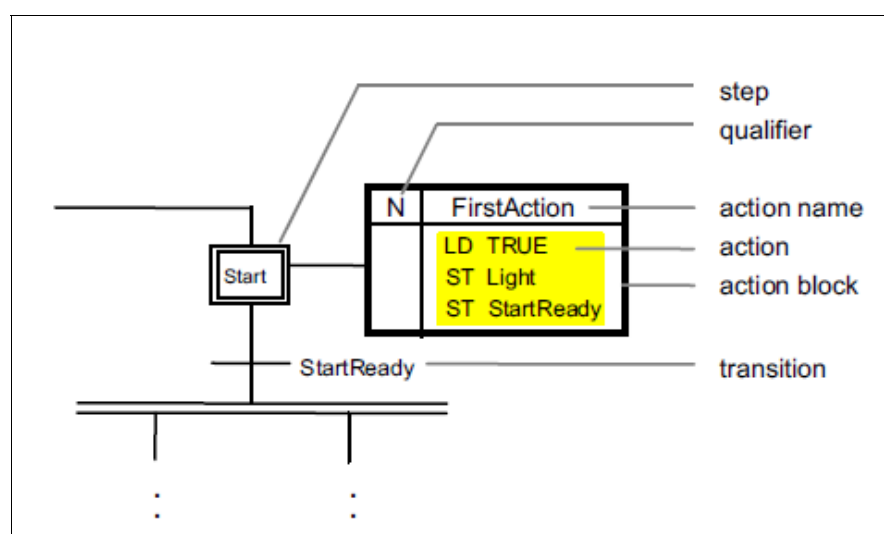 step
qualifier
N FirstAction action name
LD TRUE action
Start ST Light action block
ST StartReady
StartReady transition
: :